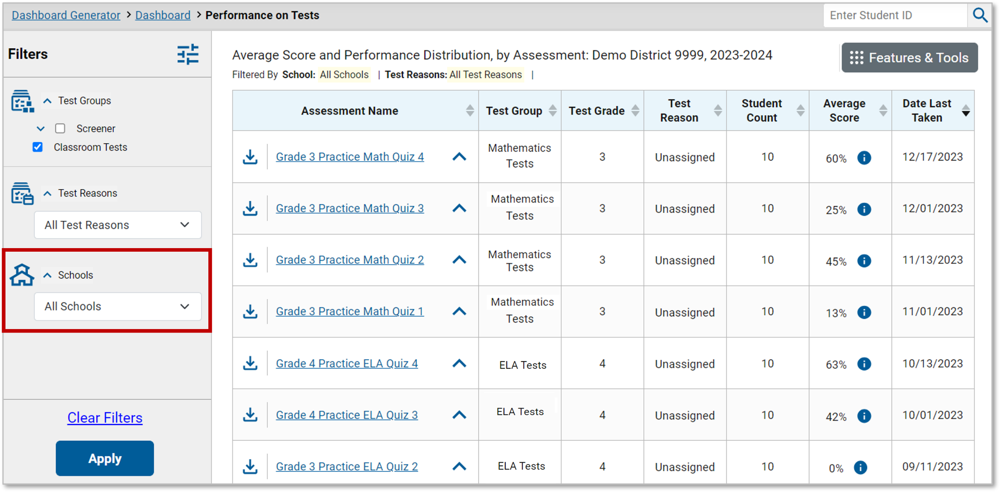 Dashboard Generator > Dashboard > Performance on Tests
Enter Student ID
Filters
Test Groups
Screener
Classroom Tests
Test Reasons
All Test Reasons
Schools
All Schools
Clear Filters
Apply
Average Score and Performance Distribution, by Assessment: Demo District 9999, 2023-2024
Features & Tools
Filtered By School: All Schools | Test Reasons: All Test Reasons |
Assessment Name
Test Group
Test Grade
Test
Reason
Student
Count
Average
Score
Date Last
Taken
Grade 3 Practice Math Quiz 4
Mathematics
Tests
3
Unassigned
10
60%
12/17/2023
Grade 3 Practice Math Quiz 3
Mathematics
Tests
3
Unassigned
10
25%
12/01/2023
Grade 3 Practice Math Quiz 2
Mathematics
Tests
3
Unassigned
10
45%
11/13/2023
Grade 3 Practice Math Quiz 1
Mathematics
Tests
3
Unassigned
10
13%
11/01/2023
Grade 4 Practice ELA Quiz 4
ELA Tests
4
Unassigned
10
63%
10/13/2023
Grade 4 Practice ELA Quiz 3
ELA Tests
4
Unassigned
10
42%
10/01/2023
Grade 3 Practice ELA Quiz 2
ELA Tests
4
Unassigned
10
0%
09/11/2023